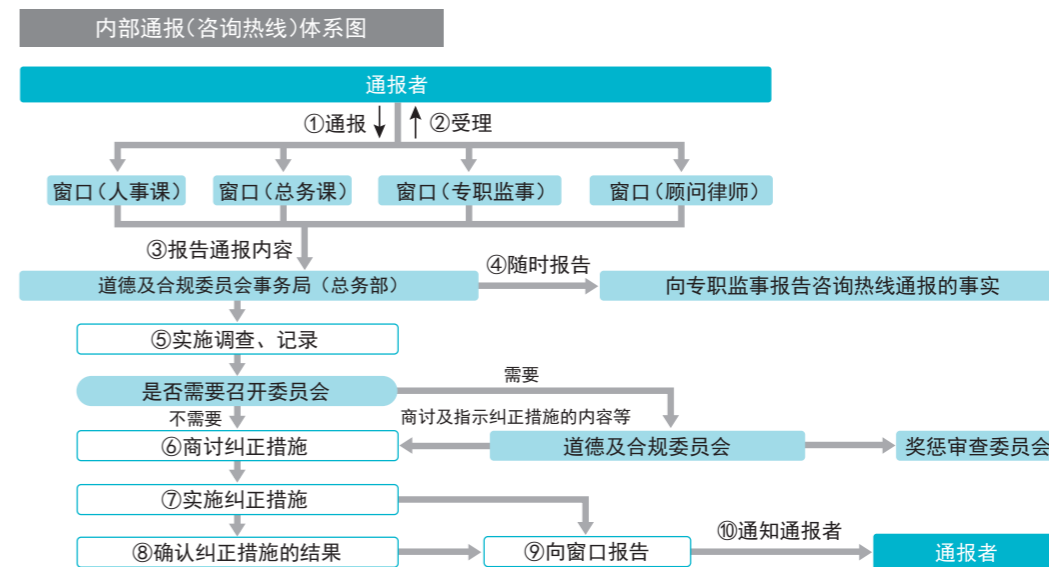 内部通报（咨询热线）体系图
通报者
①通报 ②受理
窗口（人事课） 窗口（总务课） 窗口（专职监事） 窗口（顾问律师）
③报告通报内容
④随时报告
道德及合规委员会事务局（总务部） 向专职监事报告咨询热线通报的事实
⑤实施调查、记录
是否需要召开委员会
需要
不需要
商讨及指示纠正措施的内容等
⑥商讨纠正措施 道德及合规委员会 奖惩审查委员会
⑦实施纠正措施
⑧确认纠正措施的结果 ⑨向窗口报告 ⑩通知通报者 通报者